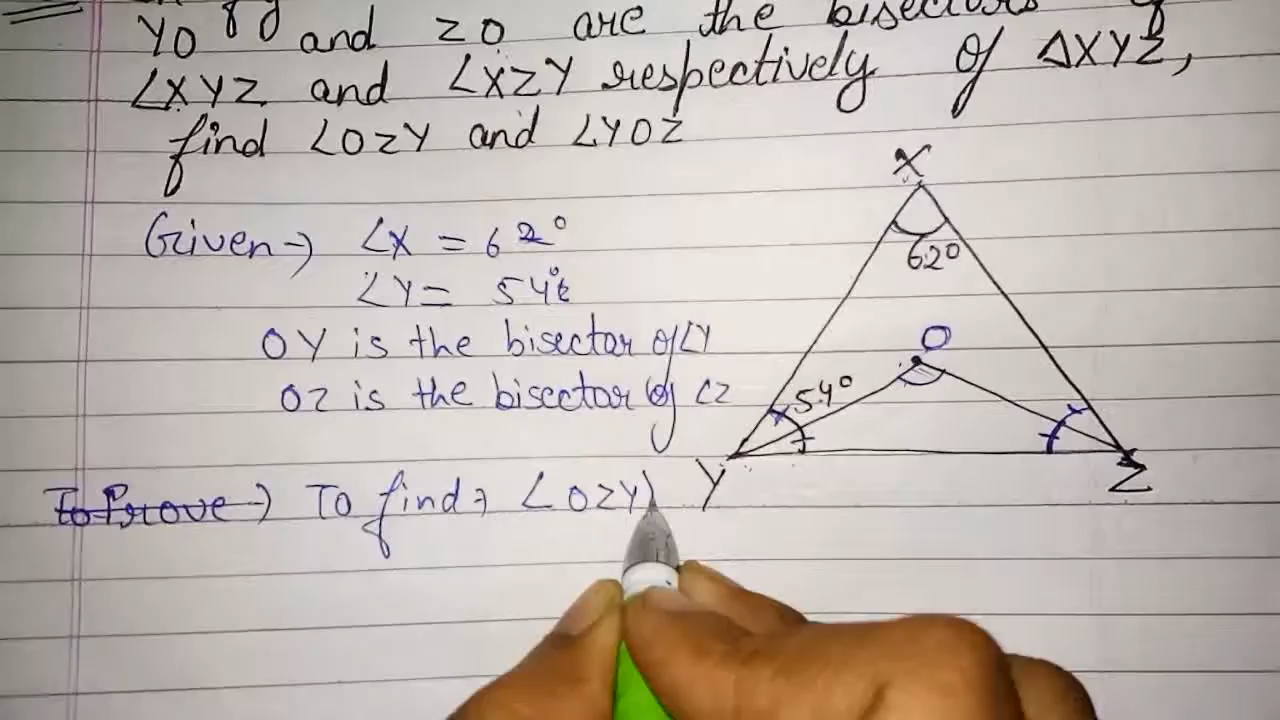 YO and ZO are the bisectors
∠XYZ and ∠XZY respectively of ΔXYZ,
find ∠OZY and ∠YOZ
Given→ ∠X = 62°
∠Y = 54°
OY is the bisector of ∠Y
OZ is the bisector of ∠Z
To Prove → To find → ∠OZY
X
62°
O
54°
Y
Z